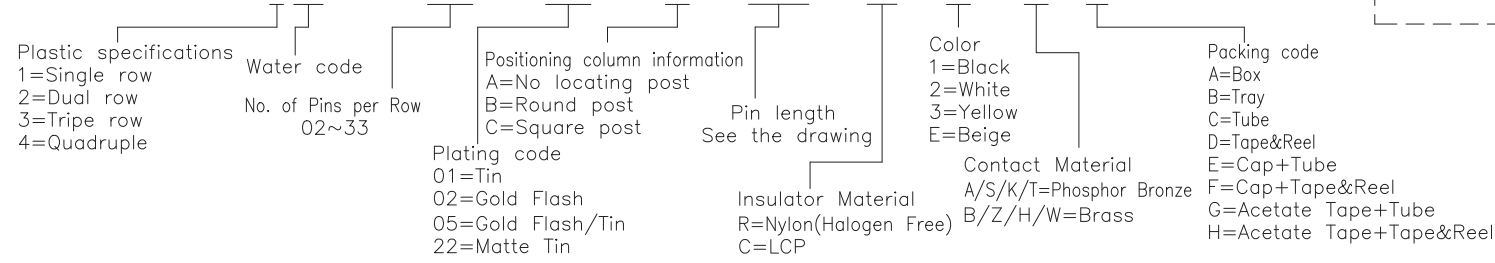 Plastic specifications
1=Single row
2=Dual row
3=Tripe row
4=Quadruple
Water code
No. of Pins per Row
02~33
Plating code
01=Tin
02=Gold Flash
05=Gold Flash/Tin
22=Matte Tin
Positioning column information
A=No locating post
B=Round post
C=Square post
Pin length
See the drawing
Insulator Material
R=Nylon(Halogen Free)
C=LCP
Color
1=Black
2=White
3=Yellow
E=Beige
Contact Material
A/S/K/T=Phosphor Bronze
B/Z/H/W=Brass
Packing code
A=Box
B=Tray
C=Tube
D=Tape&Reel
E=Cap+Tube
F=Cap+Tape&Reel
G=Acetate Tape+Tube
H=Acetate Tape+Tape&Reel